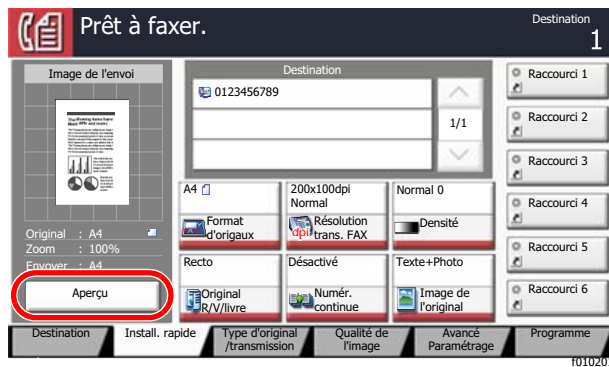 Prêt à faxer.
Destination
1
Image de l'envoi
Original : A4
Zoom : 100%
Envoyer : A4
Aperçu
Destination
0123456789
1/1
A4
Format
d'origaux
200x100dpi
Normal
dpi
Résolution
trans. FAX
Normal 0
Densité
Recto
Original
R/V/livre
Désactivé
Numér.
continue
Texte+Photo
Image de
l'original
Raccourci 1
Raccourci 2
Raccourci 3
Raccourci 4
Raccourci 5
Raccourci 6
Destination
Install. rapide
Type d'original
/transmission
Qualité de
l'image
Avancé
Paramétrage
Programme
f010201